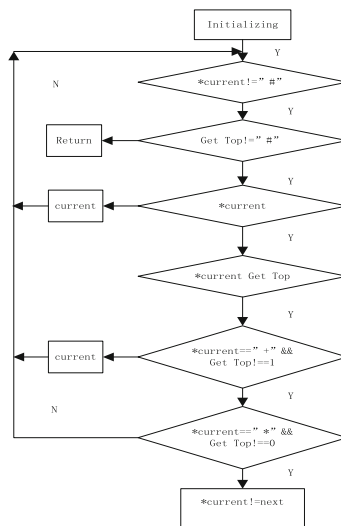 Initializing
Y
*current!=” #”
N
Y
Get Top!=” #”
Return
Y
*current
current
Y
*current Get Top
Y
*current==” +” &&
Get Top!==1
current
Y
N
*current==” *” &&
Get Top!==0
Y
*current!=next